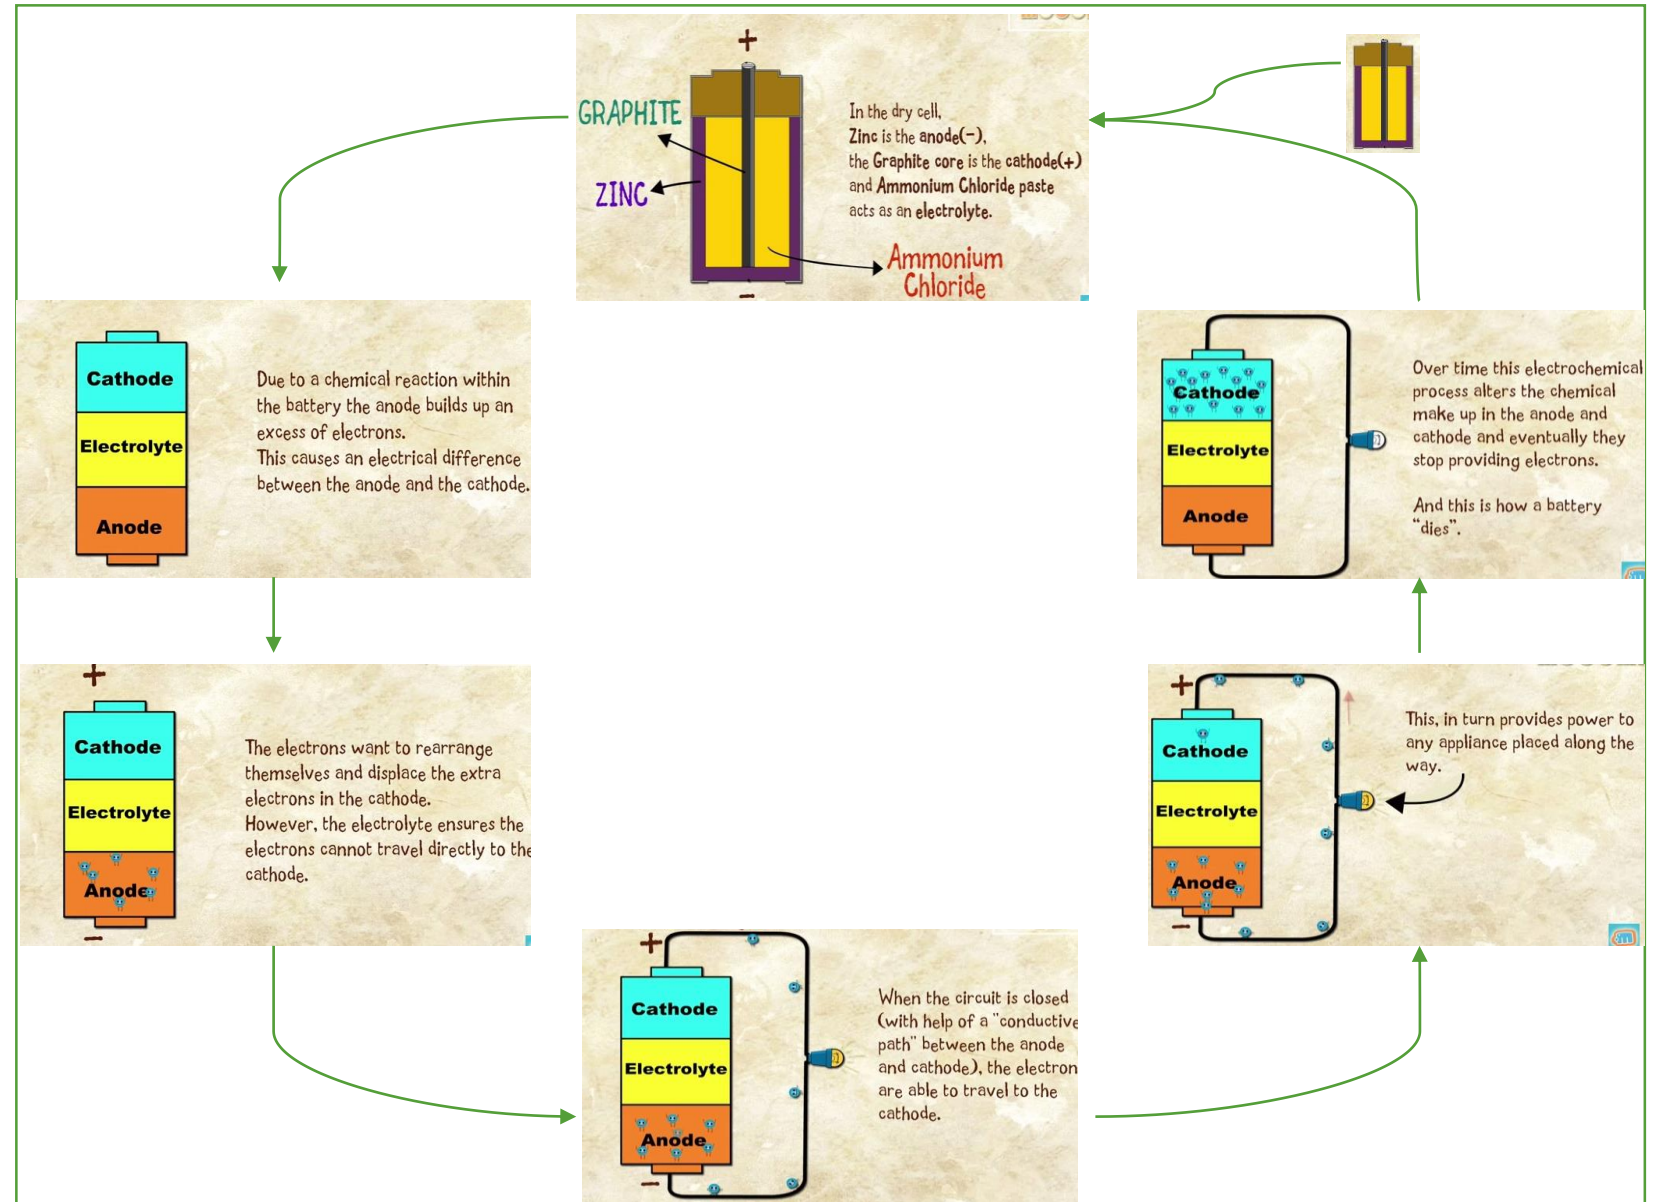 +
GRAPHITE
ZINC
In the dry cell,
Zinc is the anode(-),
the Graphite core is the cathode(+)
and Ammonium Chloride paste
acts as an electrolyte.
Ammonium
Chloride
-
Cathode
Electrolyte
Anode
Due to a chemical reaction within
the battery the anode builds up an
excess of electrons.
This causes an electrical difference
between the anode and the cathode.
+
Cathode
Electrolyte
Anode
-
The electrons want to rearrange
themselves and displace the extra
electrons in the cathode.
However, the electrolyte ensures the
electrons cannot travel directly to the
cathode.
+
Cathode
Electrolyte
Anode
-
When the circuit is closed
(with help of a "conductive
path" between the anode
and cathode), the electron
are able to travel to the
cathode.
+
Cathode
Electrolyte
Anode
-
This, in turn provides power to
any appliance placed along the
way.
Cathode
Electrolyte
Anode
Over time this electrochemical
process alters the chemical
make up in the anode and
cathode and eventually they
stop providing electrons.
And this is how a battery
"dies".